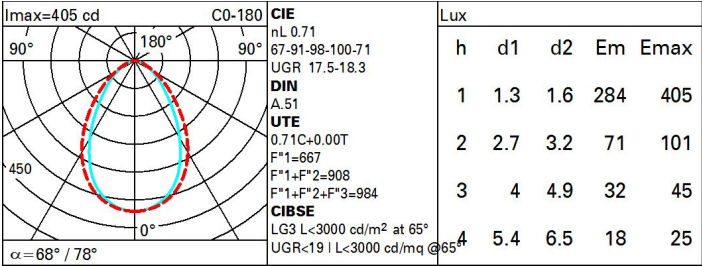 Imax=405 cd C0-180
90° 180° 90°
450
0°
α=68° / 78°
CIE
nL 0.71
67-91-98-100-71
UGR 17.5-18.3
DIN
A.51
UTE
0.71C+0.00T
F"1=667
F"1+F"2=908
F"1+F"2+F"3=984
CIBSE
LG3 L<3000 cd/m² at 65°
UGR<19 | L<3000 cd/mq @65°
Lux
h d1 d2 Em Emax
1 1.3 1.6 284 405
2 2.7 3.2 71 101
3 4 4.9 32 45
4 5.4 6.5 18 25